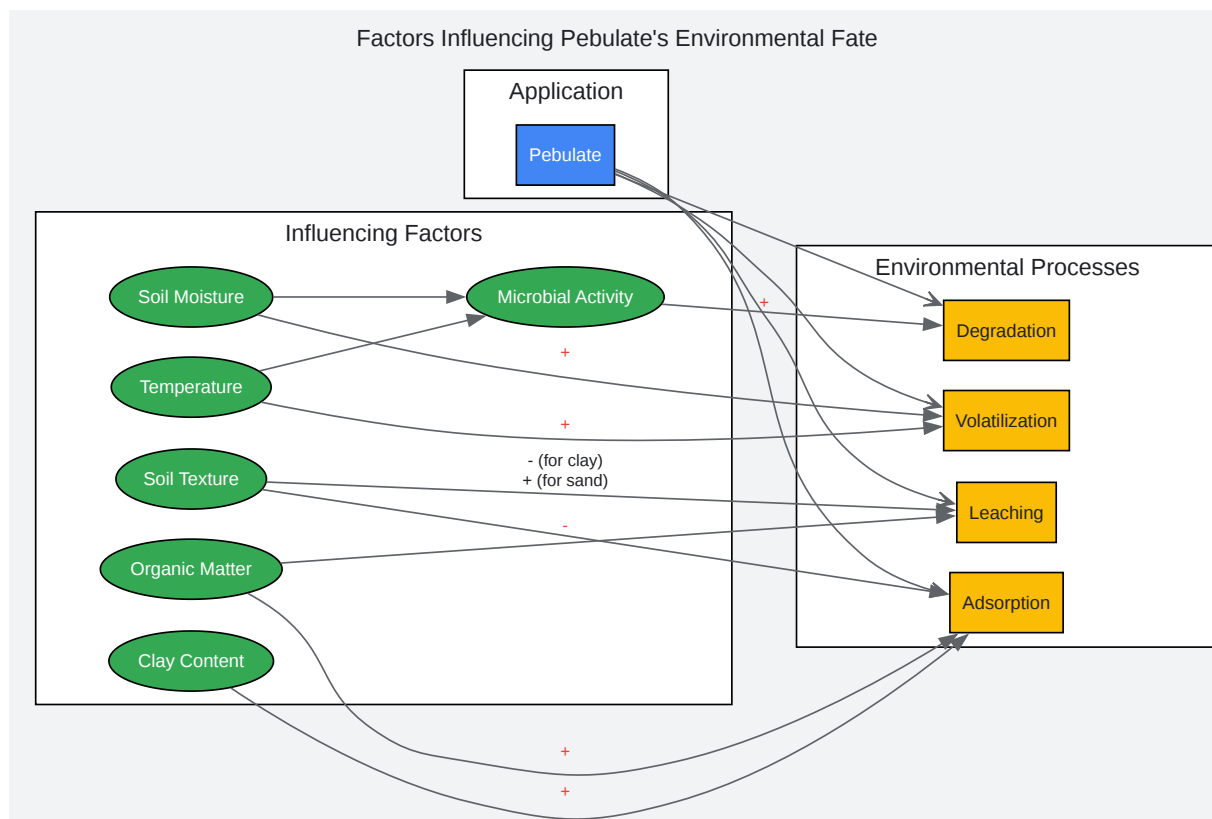 Factors Influencing Pebulate's Environmental Fate
Application
Pebulate
Influencing Factors
Environmental Processes
Soil Moisture
Microbial Activity
+
Degradation
+
Temperature
Volatilization
+
- (for clay)
+ (for sand)
Soil Texture
Leaching
-
Organic Matter
Adsorption
Clay Content
+
+